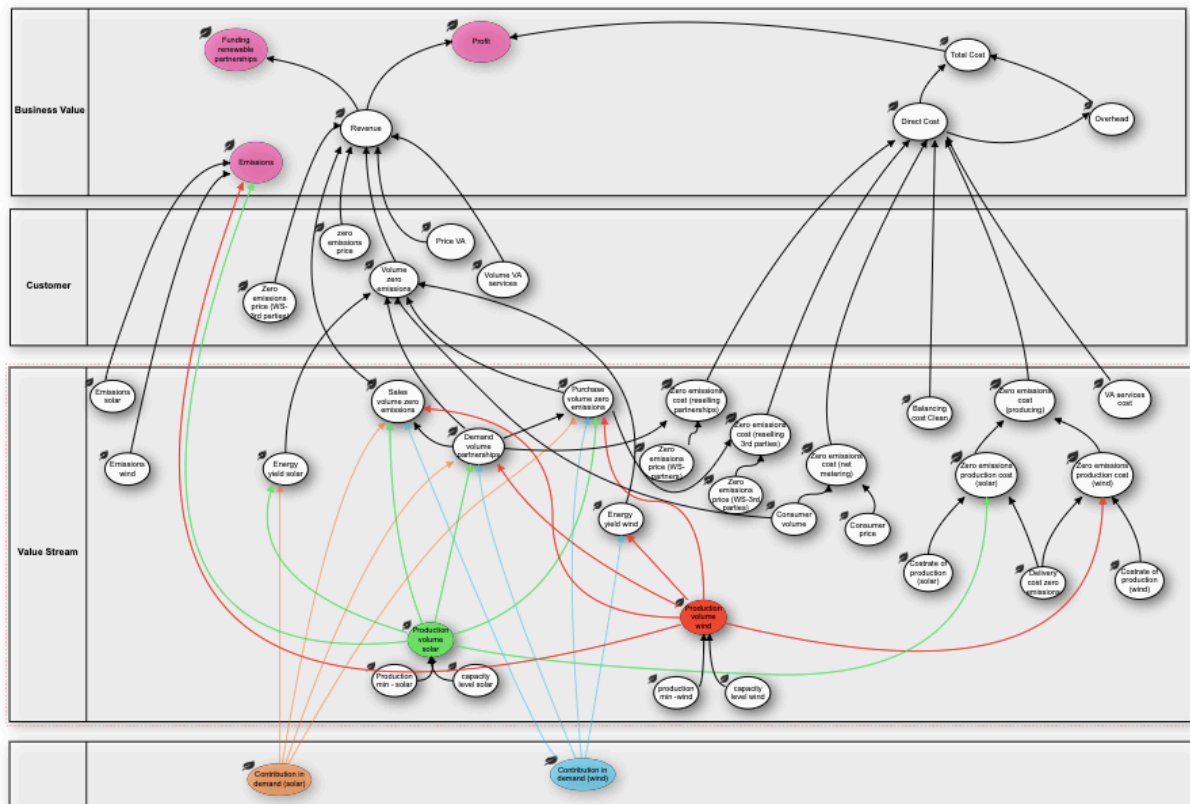 Funding
renewable
partnerships
Profit
Total Cost
Business Value
Revenue
Direct Cost
Overhead
Emissions
zero
emissions
price
Price VA
Customer
Volume
zero
emissions
Volume VA
services
Zero
emissions
price (WS-
3rd parties)
Emissions
solar
Sales
volume zero
emissions
Purchase
volume zero
emissions
Zero emissions
cost (reselling
partnerships)
Balancing
cost Clean
Zero emissions
cost
(producing)
VA services
cost
Zero emissions
cost (reselling
3rd parties)
Demand
volume
partnerships
Emissions
wind
Energy
yield solar
Zero
emissions
price (WS-
partners)
Zero emissions
cost (net
metering)
Zero emissions
production cost
(solar)
Zero emissions
production cost
(wind)
Zero
emissions
price (WS-3rd
parties)
Energy
yield wind
Consumer
volume
Consumer
price
Value Stream
Costrate of
production
(solar)
Delivery
cost zero
emissions
Costrate of
production
(wind)
Production
volume
wind
Production
volume
solar
Production
min - solar
capacity
level solar
production
min -wind
capacity
level wind
Contribution in
demand (solar)
Contribution in
demand (wind)